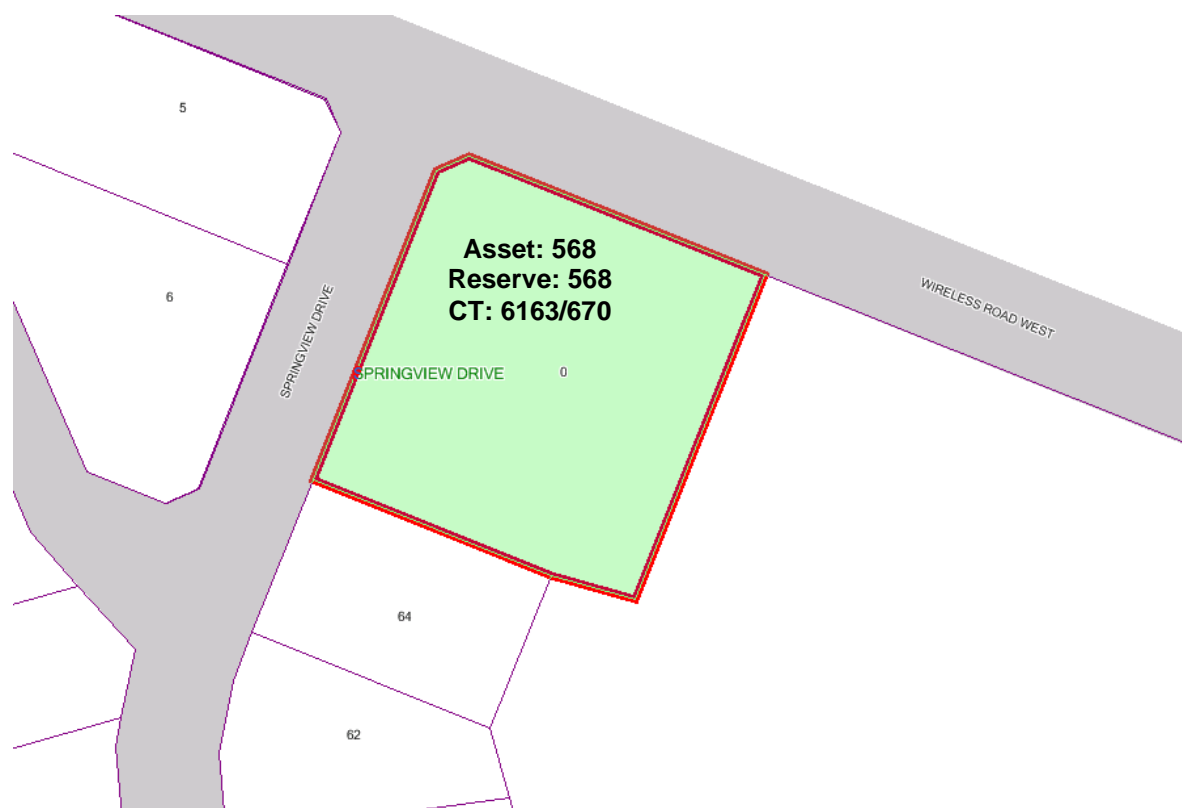 5
Asset: 568
Reserve: 568
CT: 6163/670
6
WIRELESS ROAD WEST
SPRINGVIEW DRIVE
SPRINGVIEW DRIVE
0
64
62